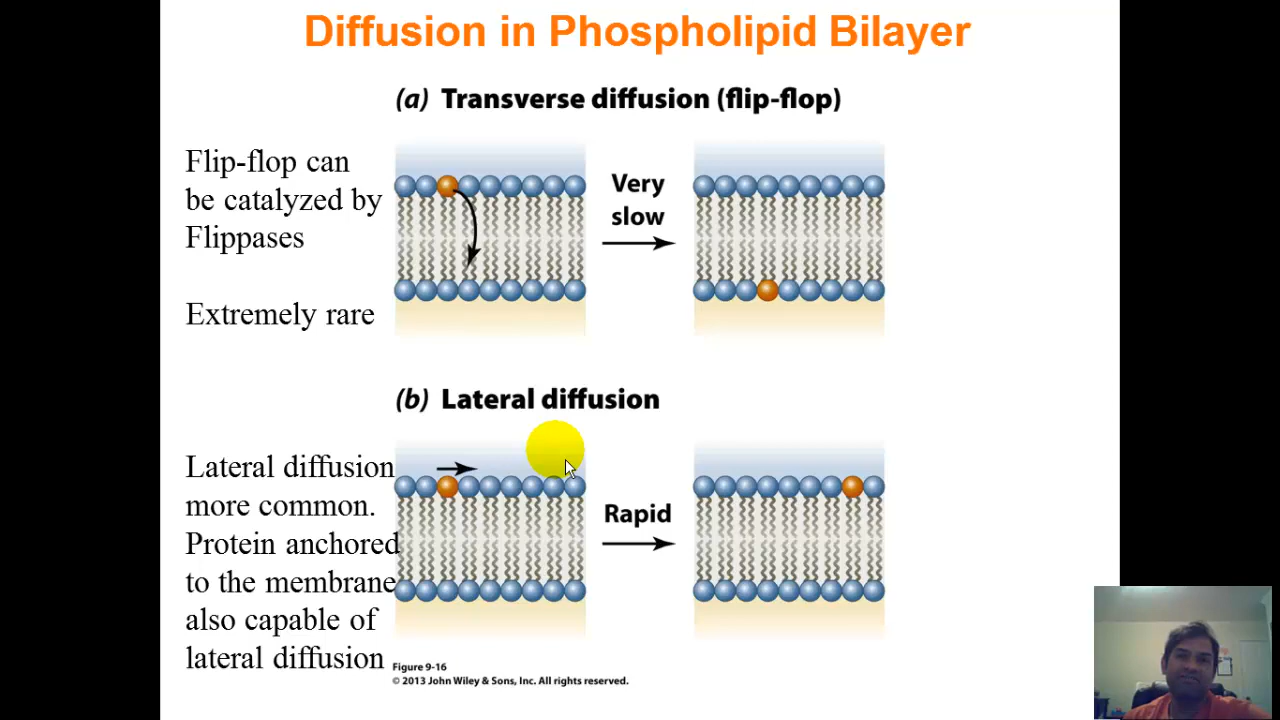 Diffusion in Phospholipid Bilayer
(a) Transverse diffusion (flip-flop)
Flip-flop can
be catalyzed by
Flippases
Extremely rare
Very
slow
(b) Lateral diffusion
Lateral diffusion
more common.
Protein anchored
to the membrane
also capable of
lateral diffusion
Rapid
Figure 9-16
© 2013 John Wiley & Sons, Inc. All rights reserved.